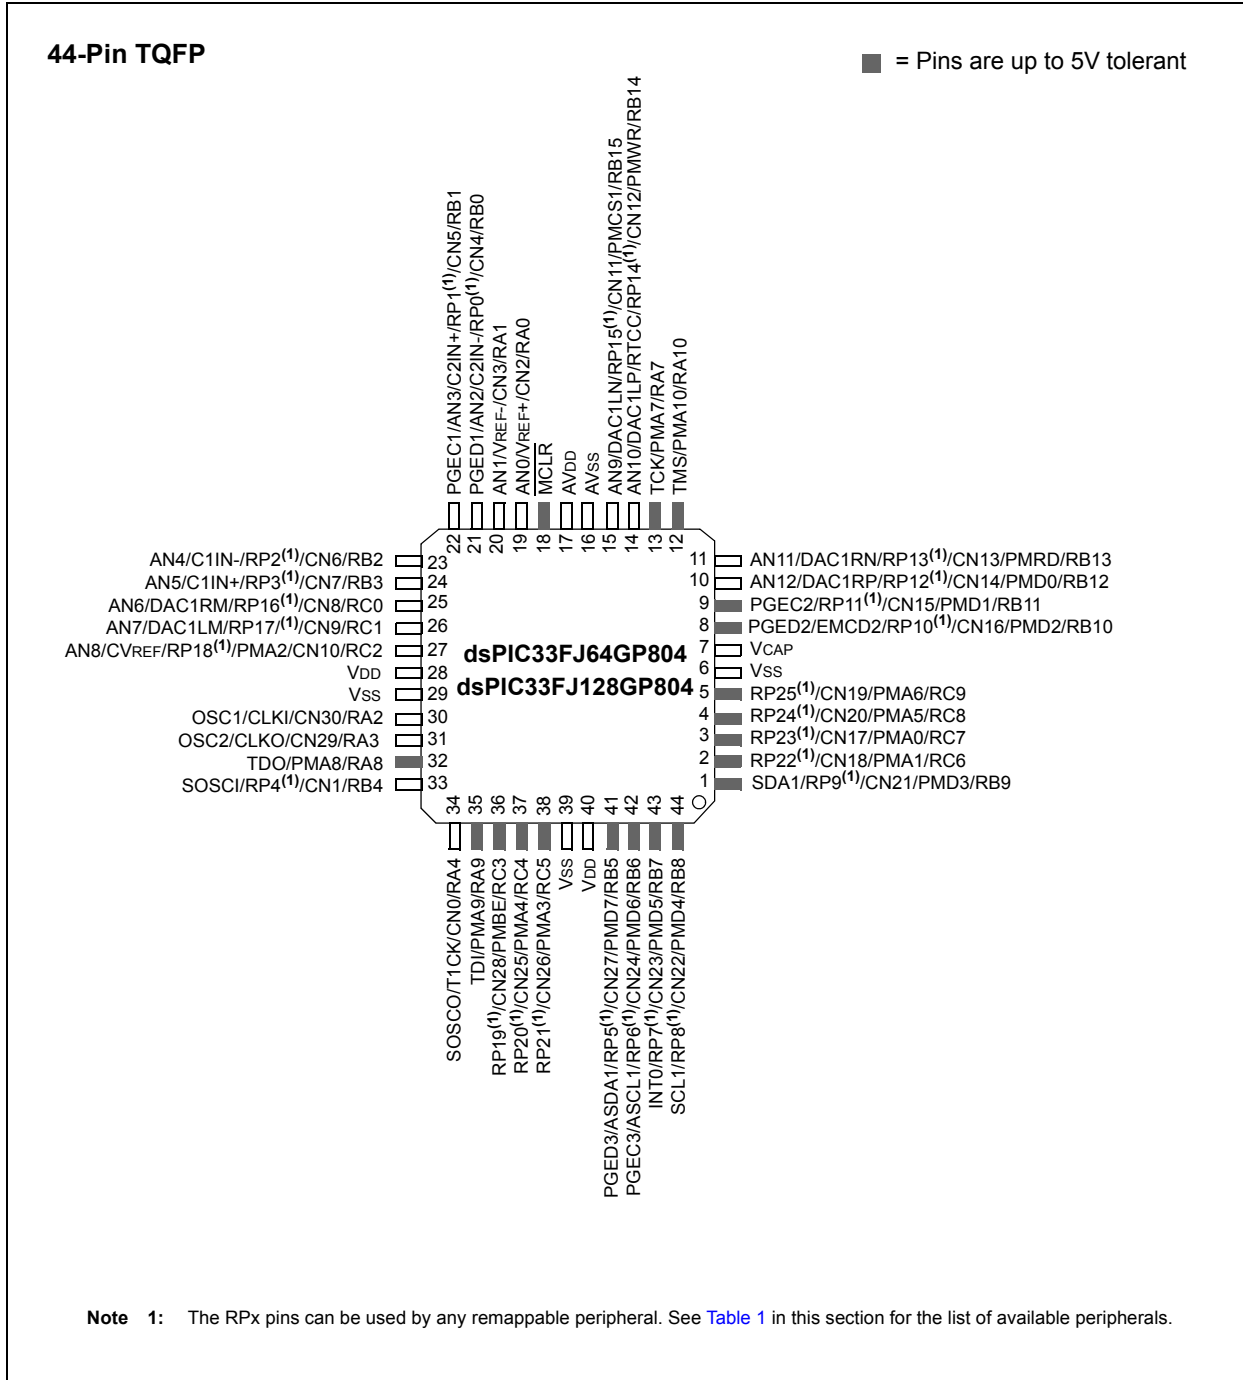 44-Pin TQFP
= Pins are up to 5V tolerant
PGEC1/AN3/C2IN+/RP1(1)/CN5/RB1
PGED1/AN2/C2IN-/RP0(1)/CN4/RB0
AN1/VREF-/CN3/RA1
AN0/VREF+/CN2/RA0
MCLR
AVDD
AVSS
AN9/DAC1LN/RP15(1)/CN11/PMCS1/RB15
AN10/DAC1LP/RTCC/RP14(1)/CN12/PMWR/RB14
TCK/PMA7/RA7
TMS/PMA10/RA10
22
21
20
19
18
17
16
15
14
13
12
AN4/C1IN-/RP2(1)/CN6/RB2 23
AN5/C1IN+/RP3(1)/CN7/RB3 24
AN6/DAC1RM/RP16(1)/CN8/RC0 25
AN7/DAC1LM/RP17/(1)/CN9/RC1 26
AN8/CVREF/RP18(1)/PMA2/CN10/RC2 27
VDD 28
VSS 29
OSC1/CLKI/CN30/RA2 30
OSC2/CLKO/CN29/RA3 31
TDO/PMA8/RA8 32
SOSCI/RP4(1)/CN1/RB4 33
dsPIC33FJ64GP804
dsPIC33FJ128GP804
11 AN11/DAC1RN/RP13(1)/CN13/PMRD/RB13
10 AN12/DAC1RP/RP12(1)/CN14/PMD0/RB12
9 PGEC2/RP11(1)/CN15/PMD1/RB11
8 PGED2/EMCD2/RP10(1)/CN16/PMD2/RB10
7 VCAP
6 VSS
5 RP25(1)/CN19/PMA6/RC9
4 RP24(1)/CN20/PMA5/RC8
3 RP23(1)/CN17/PMA0/RC7
2 RP22(1)/CN18/PMA1/RC6
1 SDA1/RP9(1)/CN21/PMD3/RB9
34
35
36
37
38
39
40
41
42
43
44
SOSCO/T1CK/CN0/RA4
TDI/PMA9/RA9
RP19(1)/CN28/PMBE/RC3
RP20(1)/CN25/PMA4/RC4
RP21(1)/CN26/PMA3/RC5
VSS
VDD
PGED3/ASDA1/RP5(1)/CN27/PMD7/RB5
PGEC3/ASCL1/RP6(1)/CN24/PMD6/RB6
INT0/RP7(1)/CN23/PMD5/RB7
SCL1/RP8(1)/CN22/PMD4/RB8
Note 1: The RPx pins can be used by any remappable peripheral. See Table 1 in this section for the list of available peripherals.